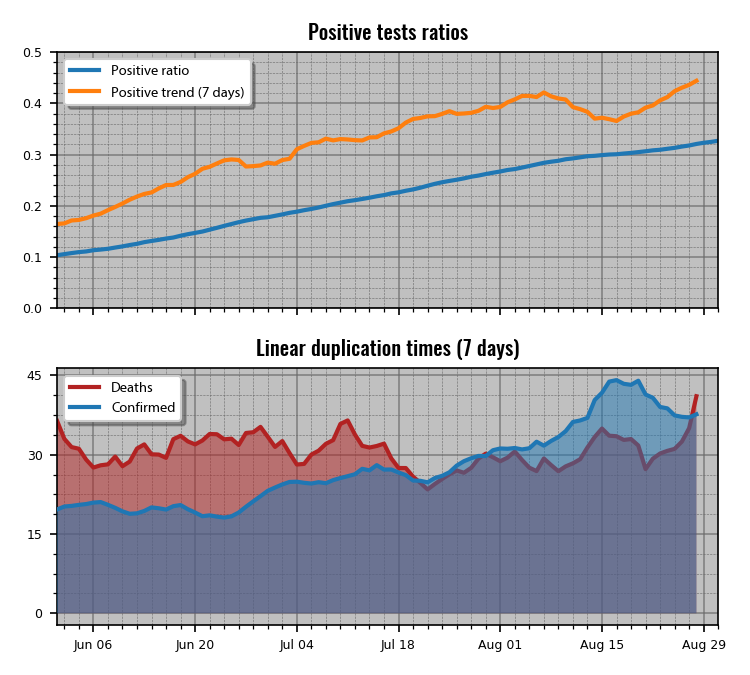 Positive tests ratios
0.5
0.4
0.3
0.2
0.1
0.0
Positive ratio
Positive trend (7 days)
Linear duplication times (7 days)
45
30
15
0
Deaths
Confirmed
Jun 06 Jun 20 Jul 04 Jul 18 Aug 01 Aug 15 Aug 29